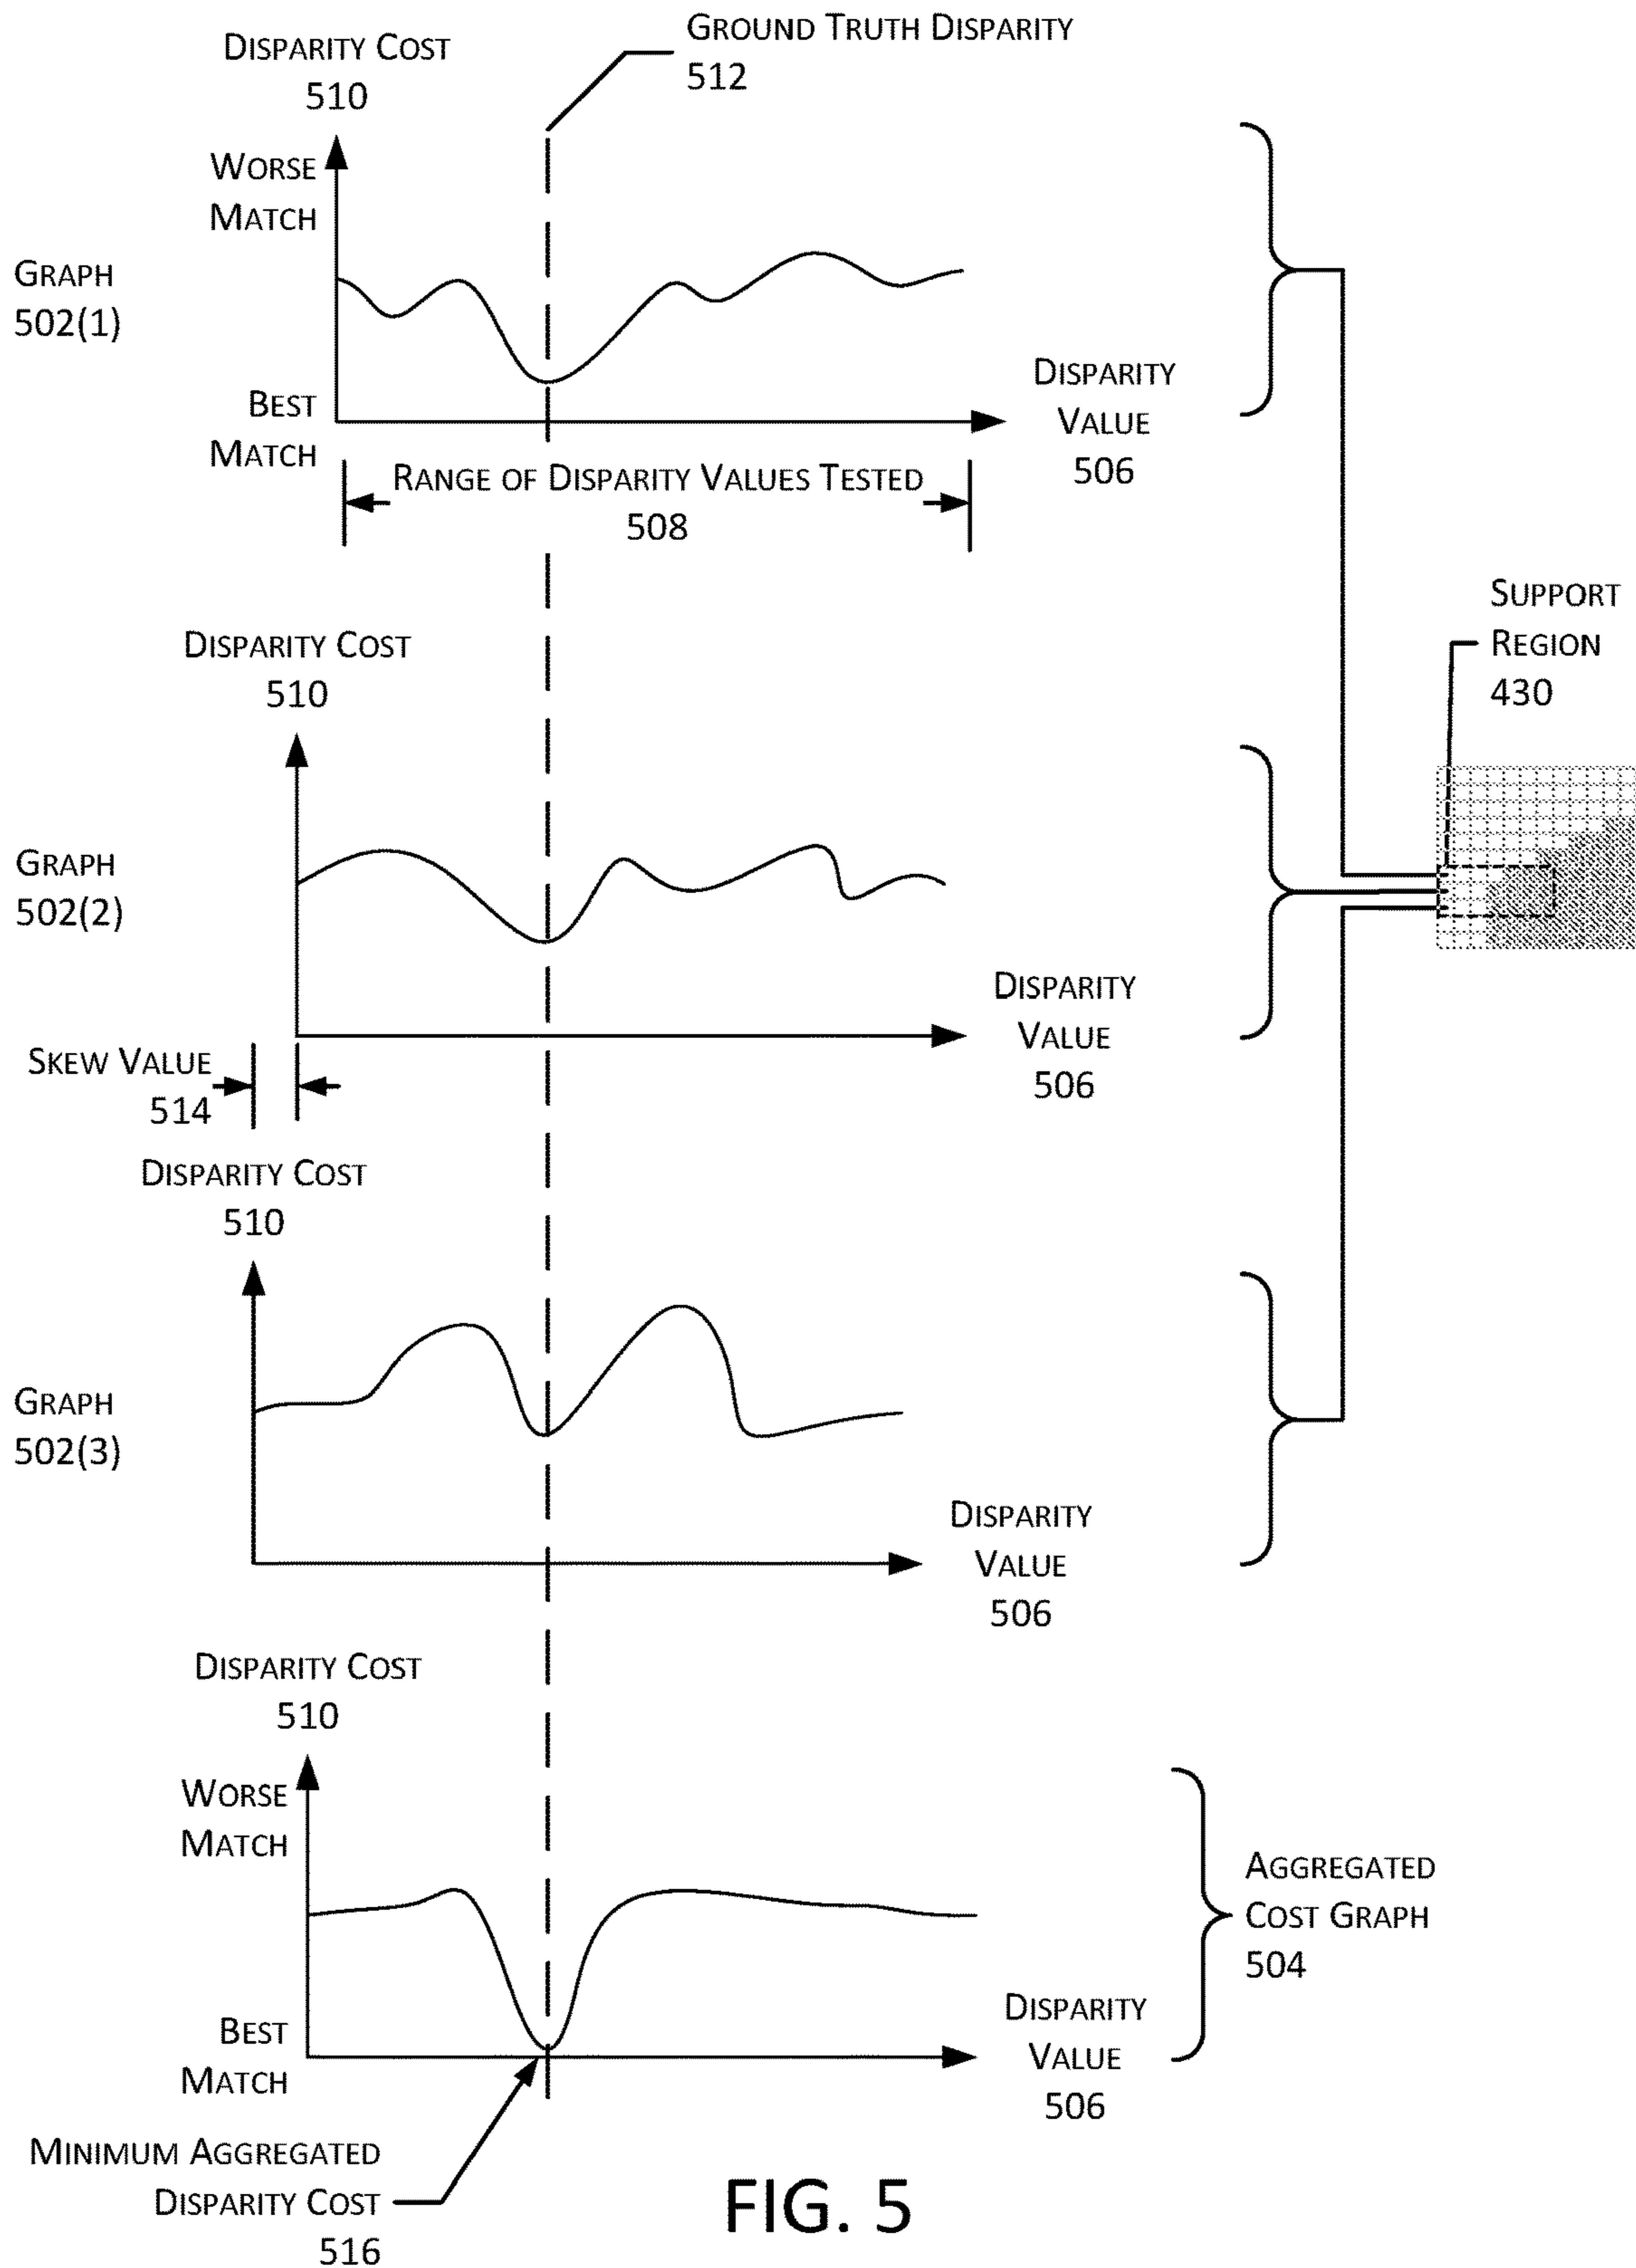 DISPARITY COST
510
GROUND TRUTH DISPARITY
512
WORSE
MATCH
GRAPH
502(1)
BEST
MATCH
DISPARITY
VALUE
506
RANGE OF DISPARITY VALUES TESTED
508
SUPPORT
REGION
430
DISPARITY COST
510
GRAPH
502(2)
DISPARITY
VALUE
506
SKEW VALUE
514
DISPARITY COST
510
GRAPH
502(3)
DISPARITY
VALUE
506
DISPARITY COST
510
WORSE
MATCH
AGGREGATED
COST GRAPH
504
BEST
MATCH
DISPARITY
VALUE
506
MINIMUM AGGREGATED
DISPARITY COST
516
FIG. 5